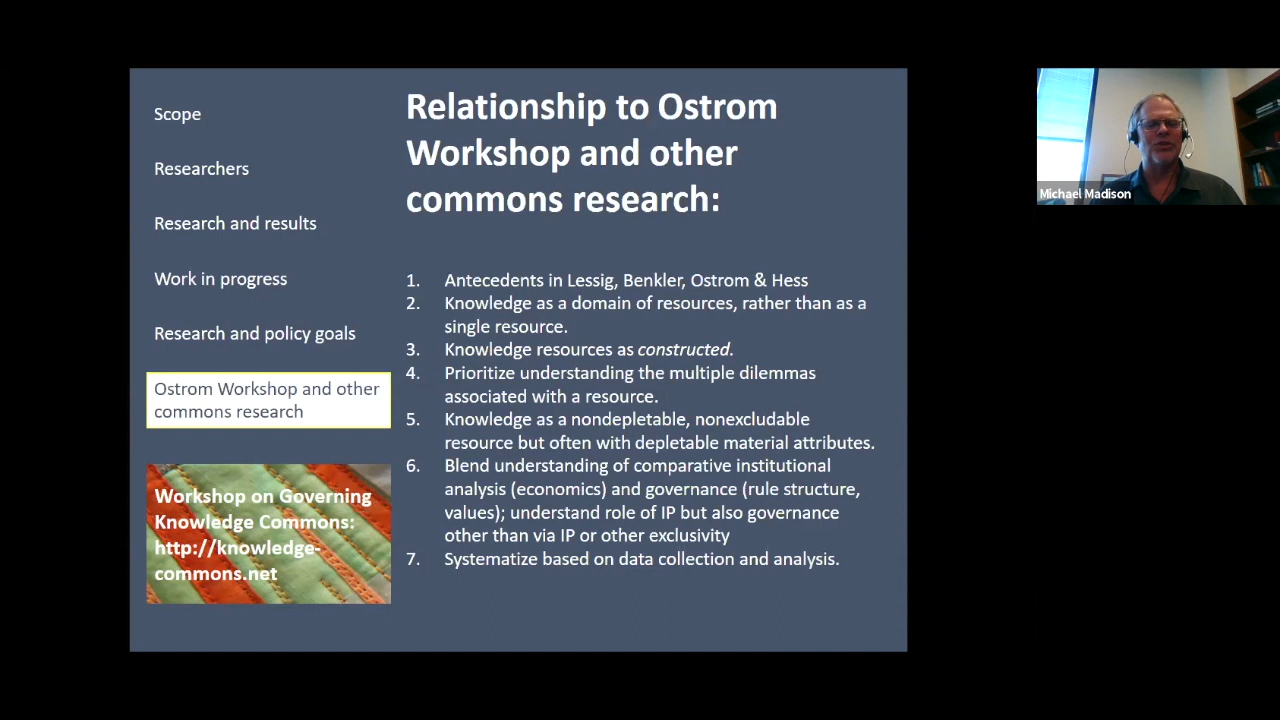 Scope
Researchers
Research and results
Work in progress
Research and policy goals
Ostrom Workshop and other
commons research
Workshop on Governing
Knowledge Commons:
http://knowledge-
commons.net
Relationship to Ostrom
Workshop and other
commons research:
1. Antecedents in Lessig, Benkler, Ostrom & Hess
2. Knowledge as a domain of resources, rather than as a
single resource.
3. Knowledge resources as constructed.
4. Prioritize understanding the multiple dilemmas
associated with a resource.
5. Knowledge as a nondepletable, nonexcludable
resource but often with depletable material attributes.
6. Blend understanding of comparative institutional
analysis (economics) and governance (rule structure,
values); understand role of IP but also governance
other than via IP or other exclusivity
7. Systematize based on data collection and analysis.
Michael Madison